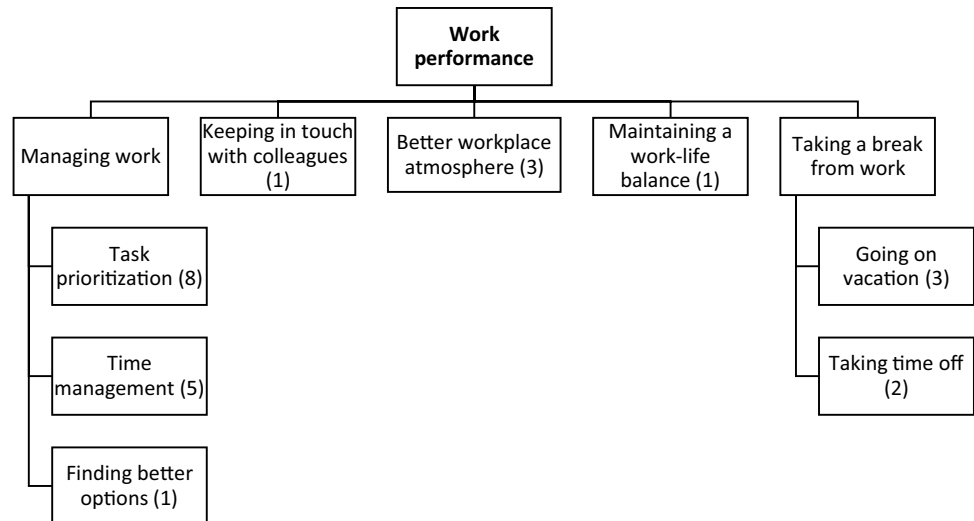 Work
performance
Managing work
Keeping in touch
with colleagues
(1)
Better workplace
atmosphere (3)
Maintaining a
work-life
balance (1)
Taking a break
from work
Task
prioritization (8)
Time
management (5)
Finding better
options (1)
Going on
vacation (3)
Taking time off
(2)